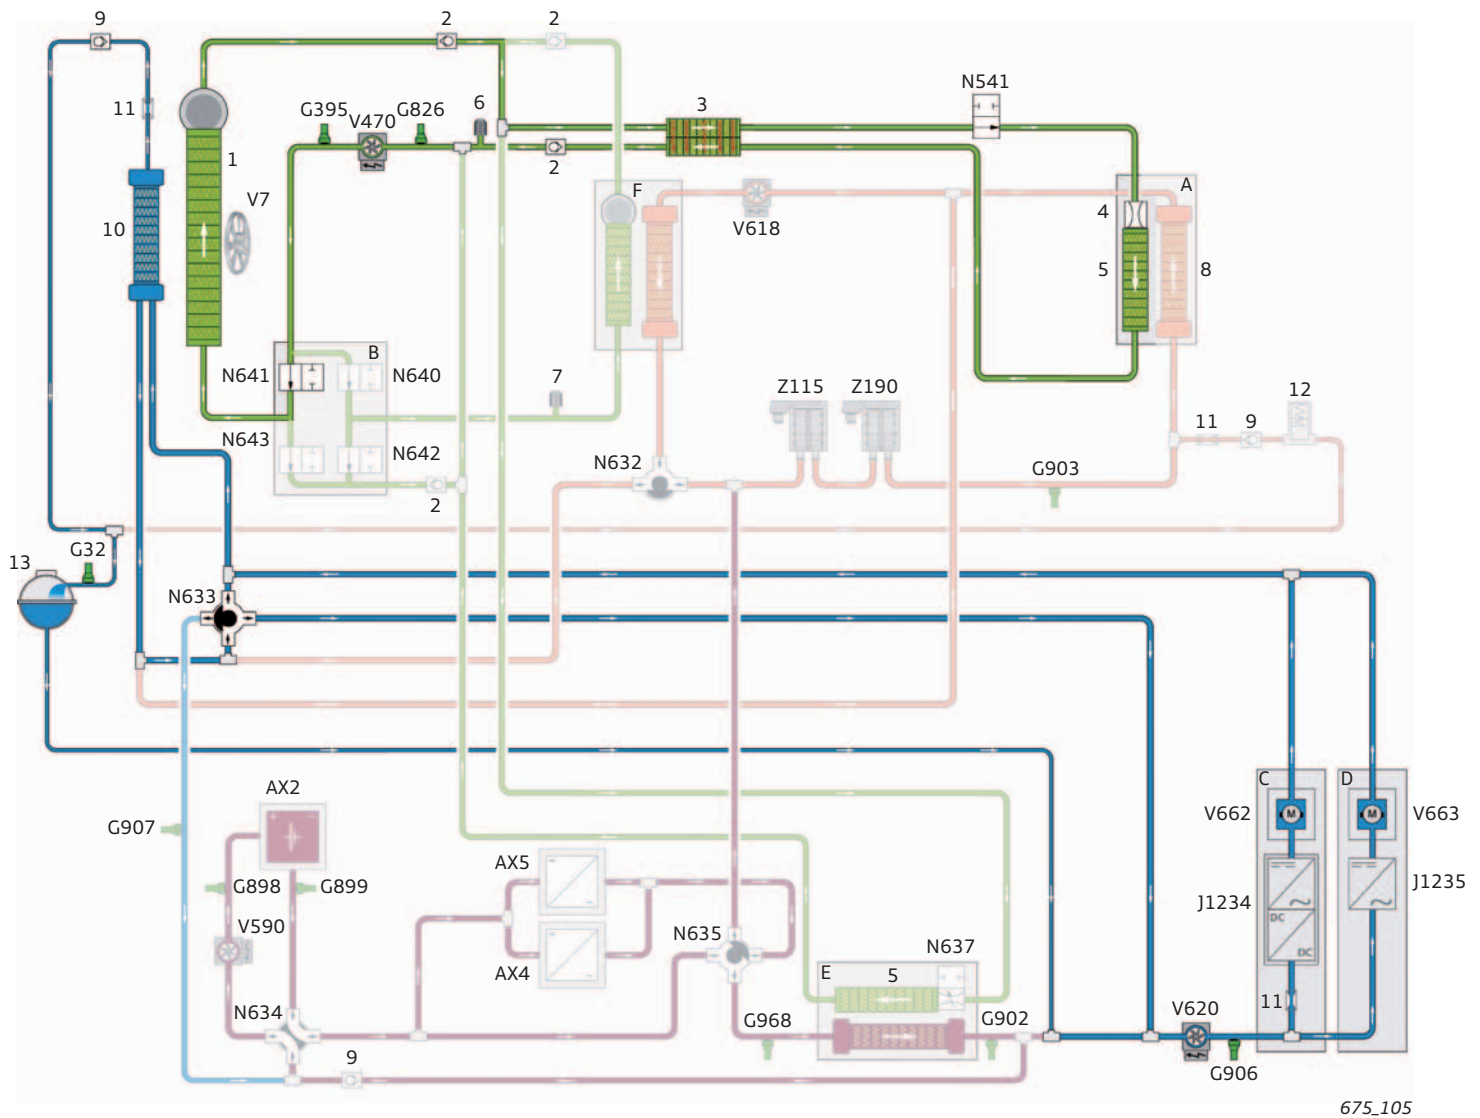 9
2
2
N541
11
G395
V470
G826
6
3
1
2
V7
F
A
4
10
V618
5
8
B
N641
N640
7
Z115
Z190
12
N643
N642
N632
11
9
G903
2
G32
13
N633
AX2
C
D
G907
V662
M
M
V663
AX5
G898
G899
J1235
J1234
V590
N635
DC
AX4
N637
DC
E
5
11
N634
G968
G902
V620
9
G906
675_105